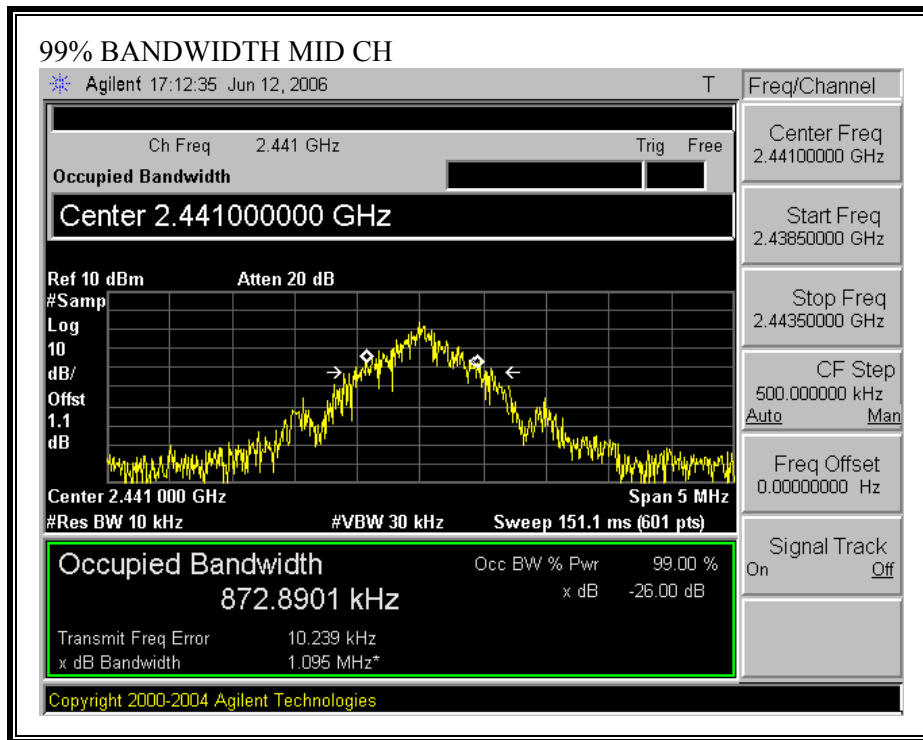 99% BANDWIDTH MID CH
Agilent 17:12:35 Jun 12, 2006 T
Freq/Channel
Ch Freq 2.441 GHz Trig Free
Occupied Bandwidth
Center 2.441000000 GHz
Ref 10 dBm Atten 20 dB
#Samp
Log
10
dB/
Offst
1.1
dB
Center 2.441 000 GHz Span 5 MHz
#Res BW 10 kHz #VBW 30 kHz Sweep 151.1 ms (601 pts)
Occupied Bandwidth
872.8901 kHz
Occ BW % Pwr 99.00 %
x dB -26.00 dB
Transmit Freq Error 10.239 kHz
x dB Bandwidth 1.095 MHz*
Copyright 2000-2004 Agilent Technologies
Center Freq
2.44100000 GHz
Start Freq
2.43850000 GHz
Stop Freq
2.44350000 GHz
CF Step
500.000000 kHz
Auto Man
Freq Offset
0.00000000 Hz
Signal Track
On Off